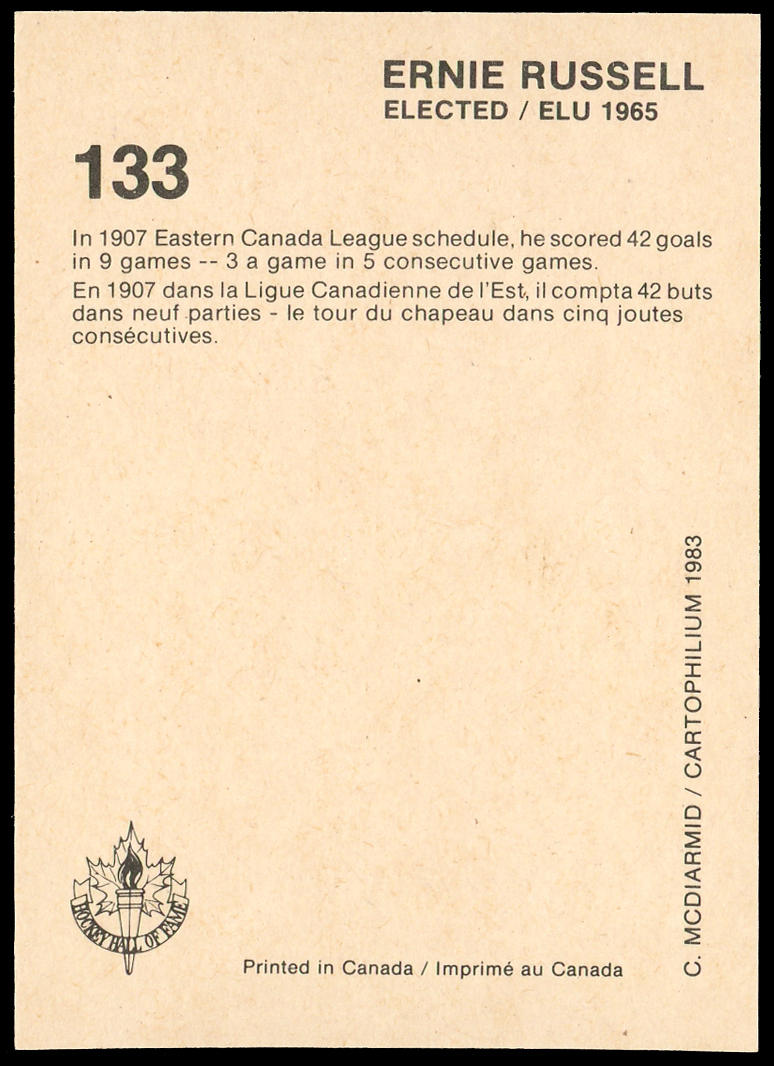 ERNIE RUSSELL
ELECTED / ELU 1965
133
In 1907 Eastern Canada League schedule, he scored 42 goals
in 9 games -- 3 a game in 5 consecutive games.
En 1907 dans la Ligue Canadienne de l'Est, il compta 42 buts
dans neuf parties - le tour du chapeau dans cinq joutes
consécutives.
C. MCDIARMID / CARTOPHILIUM 1983
HOCKEY HALL OF FAME
Printed in Canada / Imprimé au Canada